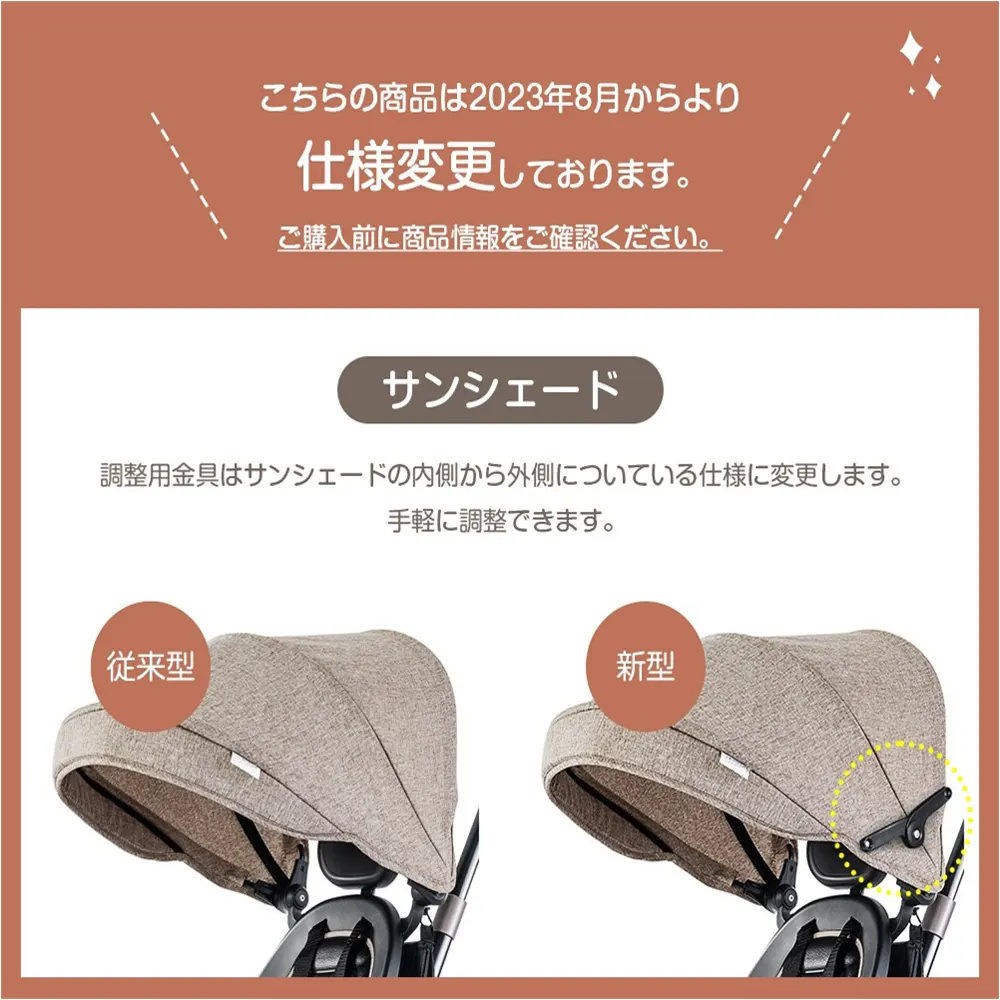 こちらの商品は2023年8月からより
仕様変更しております。
ご購入前に商品情報をご確認ください。
サンシェード
調整用金具はサンシェードの内側から外側についている仕様に変更します。
手軽に調整できます。
従来型
新型